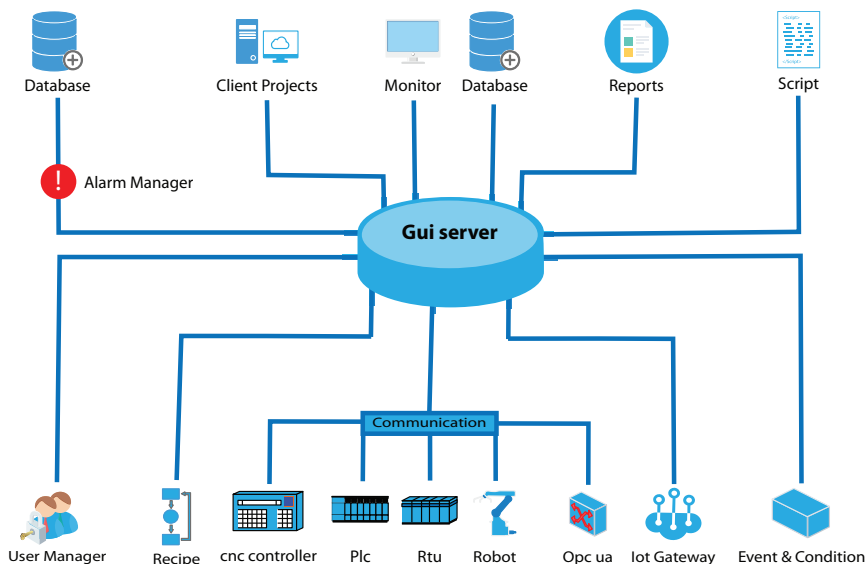 Database
Client Projects
Monitor
Database
Reports
Script
Alarm Manager
Gui server
Communication
User Manager
Recipe
cnc controller
Plc
Rtu
Robot
Opc ua
Iot Gateway
Event & Condition